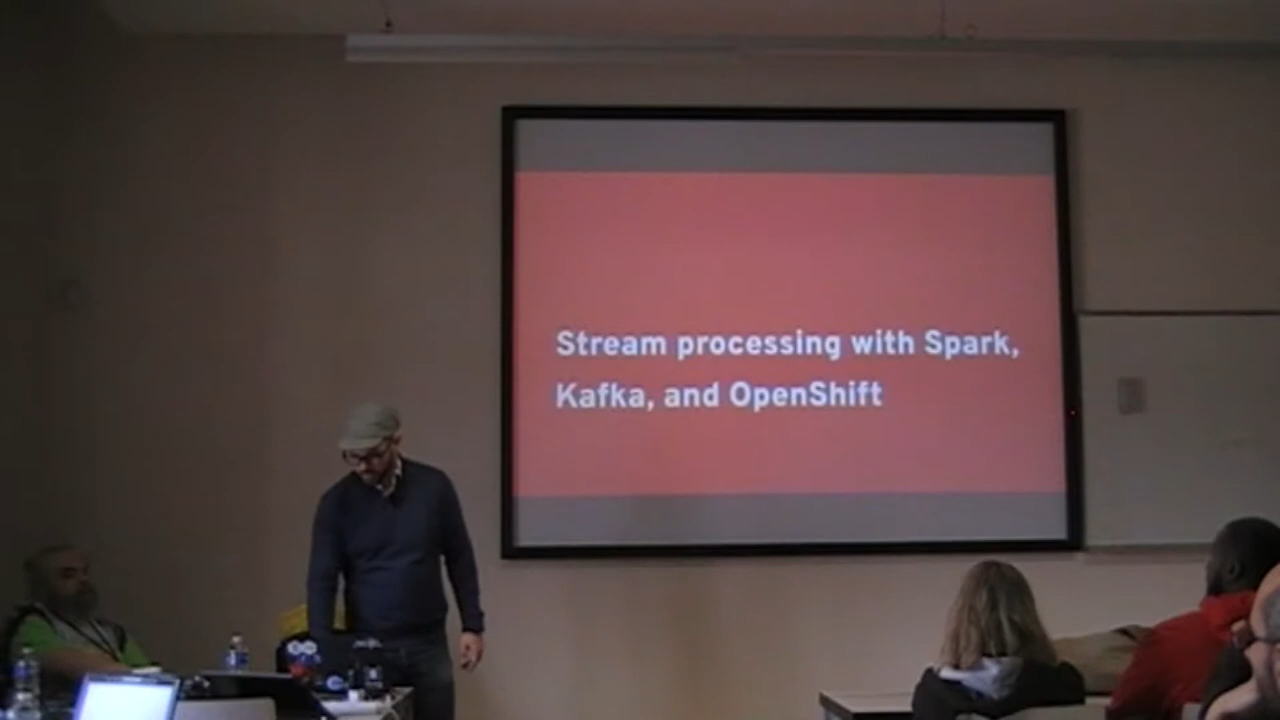 Stream processing with Spark,
Kafka, and OpenShift